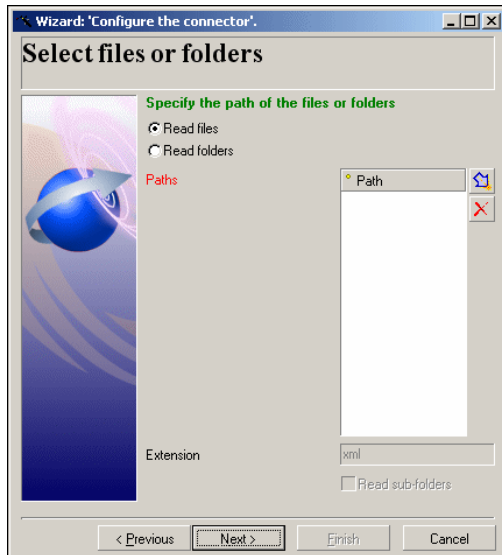 Wizard: 'Configure the connector'.
Select files or folders
Specify the path of the files or folders
Read files
Read folders
Paths
Path
Extension
xml
Read sub-folders
< Previous
Next >
Finish
Cancel